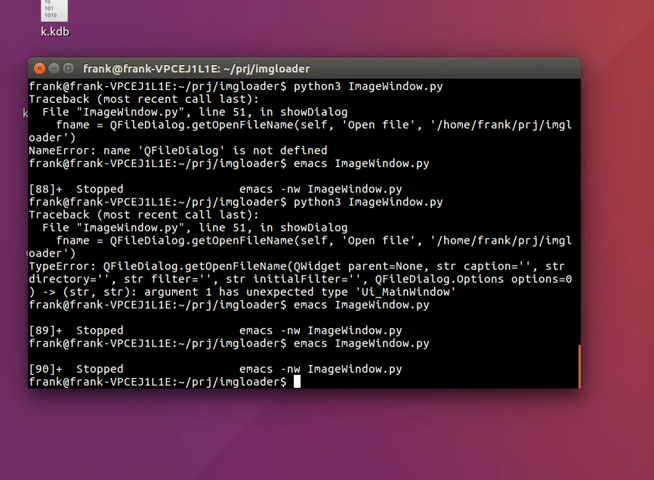 10
101
1010
k.kdb
frank@frank-VPCEJ1L1E: ~/prj/imgloader
frank@frank-VPCEJ1L1E:~/prj/imgloader$ python3 ImageWindow.py
Traceback (most recent call last):
  File "ImageWindow.py", line 51, in showDialog
    fname = QFileDialog.getOpenFileName(self, 'Open file', '/home/frank/prj/imgl
oader')
NameError: name 'QFileDialog' is not defined
frank@frank-VPCEJ1L1E:~/prj/imgloader$ emacs ImageWindow.py
[88]+  Stopped                 emacs -nw ImageWindow.py
frank@frank-VPCEJ1L1E:~/prj/imgloader$ python3 ImageWindow.py
Traceback (most recent call last):
  File "ImageWindow.py", line 51, in showDialog
    fname = QFileDialog.getOpenFileName(self, 'Open file', '/home/frank/prj/imgl
oader')
TypeError: QFileDialog.getOpenFileName(QWidget parent=None, str caption='', str
directory='', str filter='', str initialFilter='', QFileDialog.Options options=0
) -> (str, str): argument 1 has unexpected type 'Ui_MainWindow'
frank@frank-VPCEJ1L1E:~/prj/imgloader$ emacs ImageWindow.py
[89]+  Stopped                 emacs -nw ImageWindow.py
frank@frank-VPCEJ1L1E:~/prj/imgloader$ emacs ImageWindow.py
[90]+  Stopped                 emacs -nw ImageWindow.py
frank@frank-VPCEJ1L1E:~/prj/imgloader$